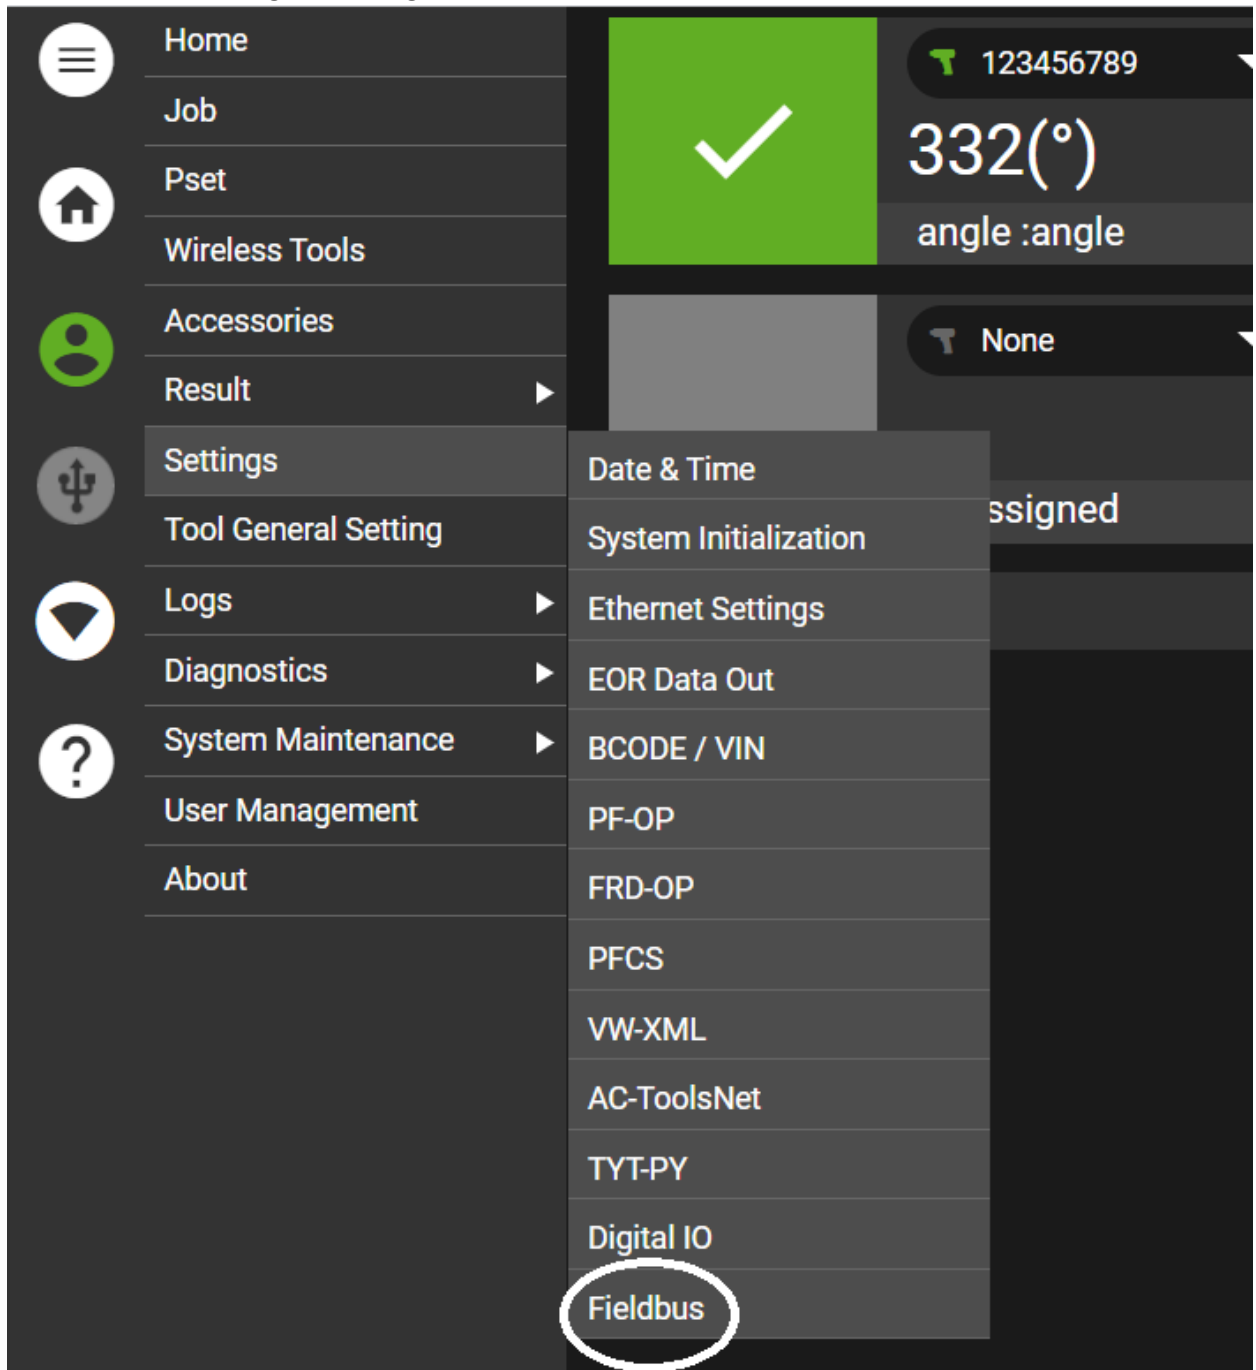 Home
Job
Pset
Wireless Tools
Accessories
Result
Settings
Tool General Setting
Logs
Diagnostics
System Maintenance
User Management
About
Date & Time
System Initialization
Ethernet Settings
EOR Data Out
BCODE / VIN
PF-OP
FRD-OP
PFCS
VW-XML
AC-ToolsNet
TYT-PY
Digital IO
Fieldbus
123456789
332(°)
angle :angle
None
ssigned